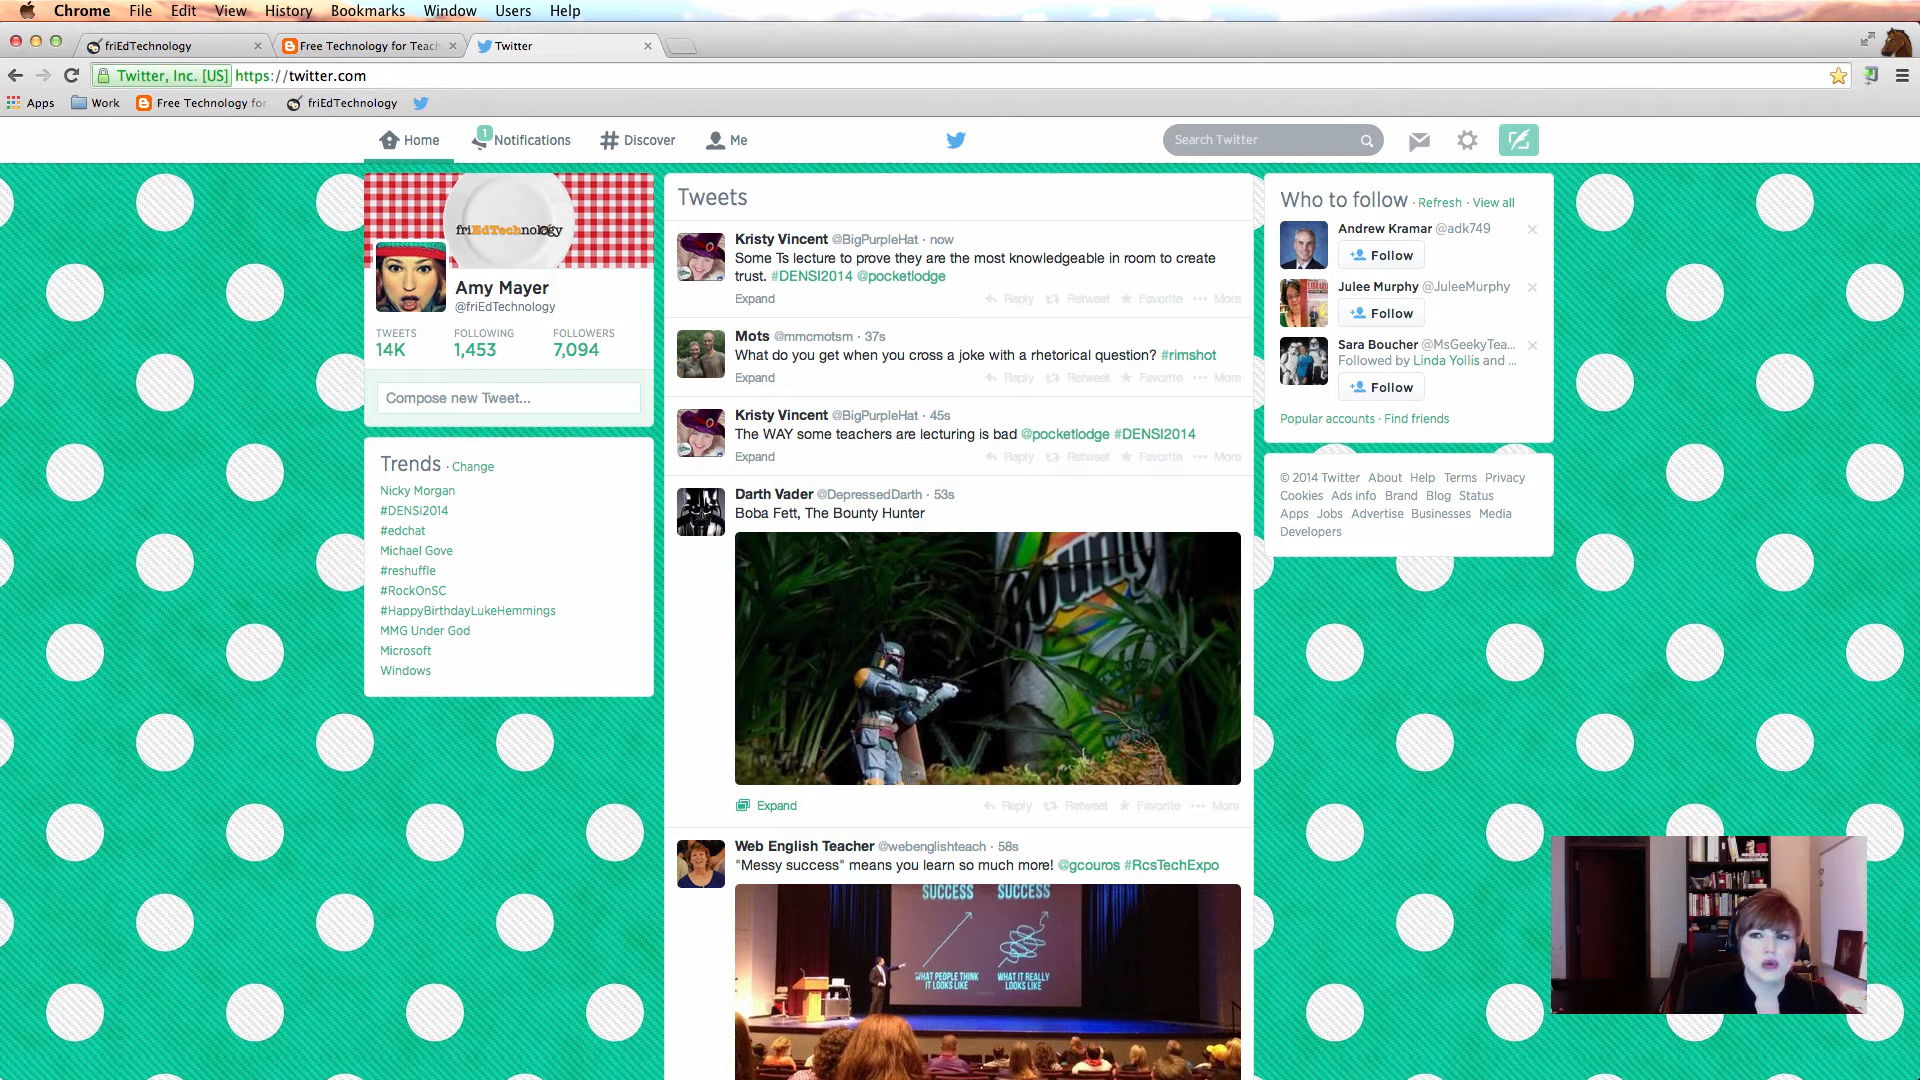 Chrome File Edit View History Bookmarks Window Users Help
friEdTechnology
Free Technology for Teach
Twitter
Twitter, Inc. [US] https://twitter.com
Apps Work Free Technology for friEdTechnology
Home 1 Notifications Discover Me
Search Twitter
friEdTechnology
Amy Mayer
@friEdTechnology
TWEETS FOLLOWING FOLLOWERS
14K 1,453 7,094
Compose new Tweet...
Trends · Change
Nicky Morgan
#DENSI2014
#edchat
Michael Gove
#reshuffle
#RockOnSC
#HappyBirthdayLukeHemmings
MMG Under God
Microsoft
Windows
Tweets
Kristy Vincent @BigPurpleHat · now
Some Ts lecture to prove they are the most knowledgeable in room to create
trust. #DENSI2014 @pocketlodge
Expand Reply Retweet Favorite More
Mots @mmcmotsm · 37s
What do you get when you cross a joke with a rhetorical question? #rimshot
Expand Reply Retweet Favorite More
Kristy Vincent @BigPurpleHat · 45s
The WAY some teachers are lecturing is bad @pocketlodge #DENSI2014
Expand Reply Retweet Favorite More
Darth Vader @DepressedDarth · 53s
Boba Fett, The Bounty Hunter
Bounty
Expand Reply Retweet Favorite More
Web English Teacher @webenglishteach · 58s
"Messy success" means you learn so much more! @gcouros #RcsTechExpo
SUCCESS SUCCESS
WHAT PEOPLE THINK WHAT IT REALLY
IT LOOKS LIKE LOOKS LIKE
Who to follow · Refresh · View all
Andrew Kramar @adk749
Follow
Julee Murphy @JuleeMurphy
Follow
Sara Boucher @MsGeekyTea...
Followed by Linda Yollis and ...
Follow
Popular accounts · Find friends
© 2014 Twitter About Help Terms Privacy
Cookies Ads info Brand Blog Status
Apps Jobs Advertise Businesses Media
Developers